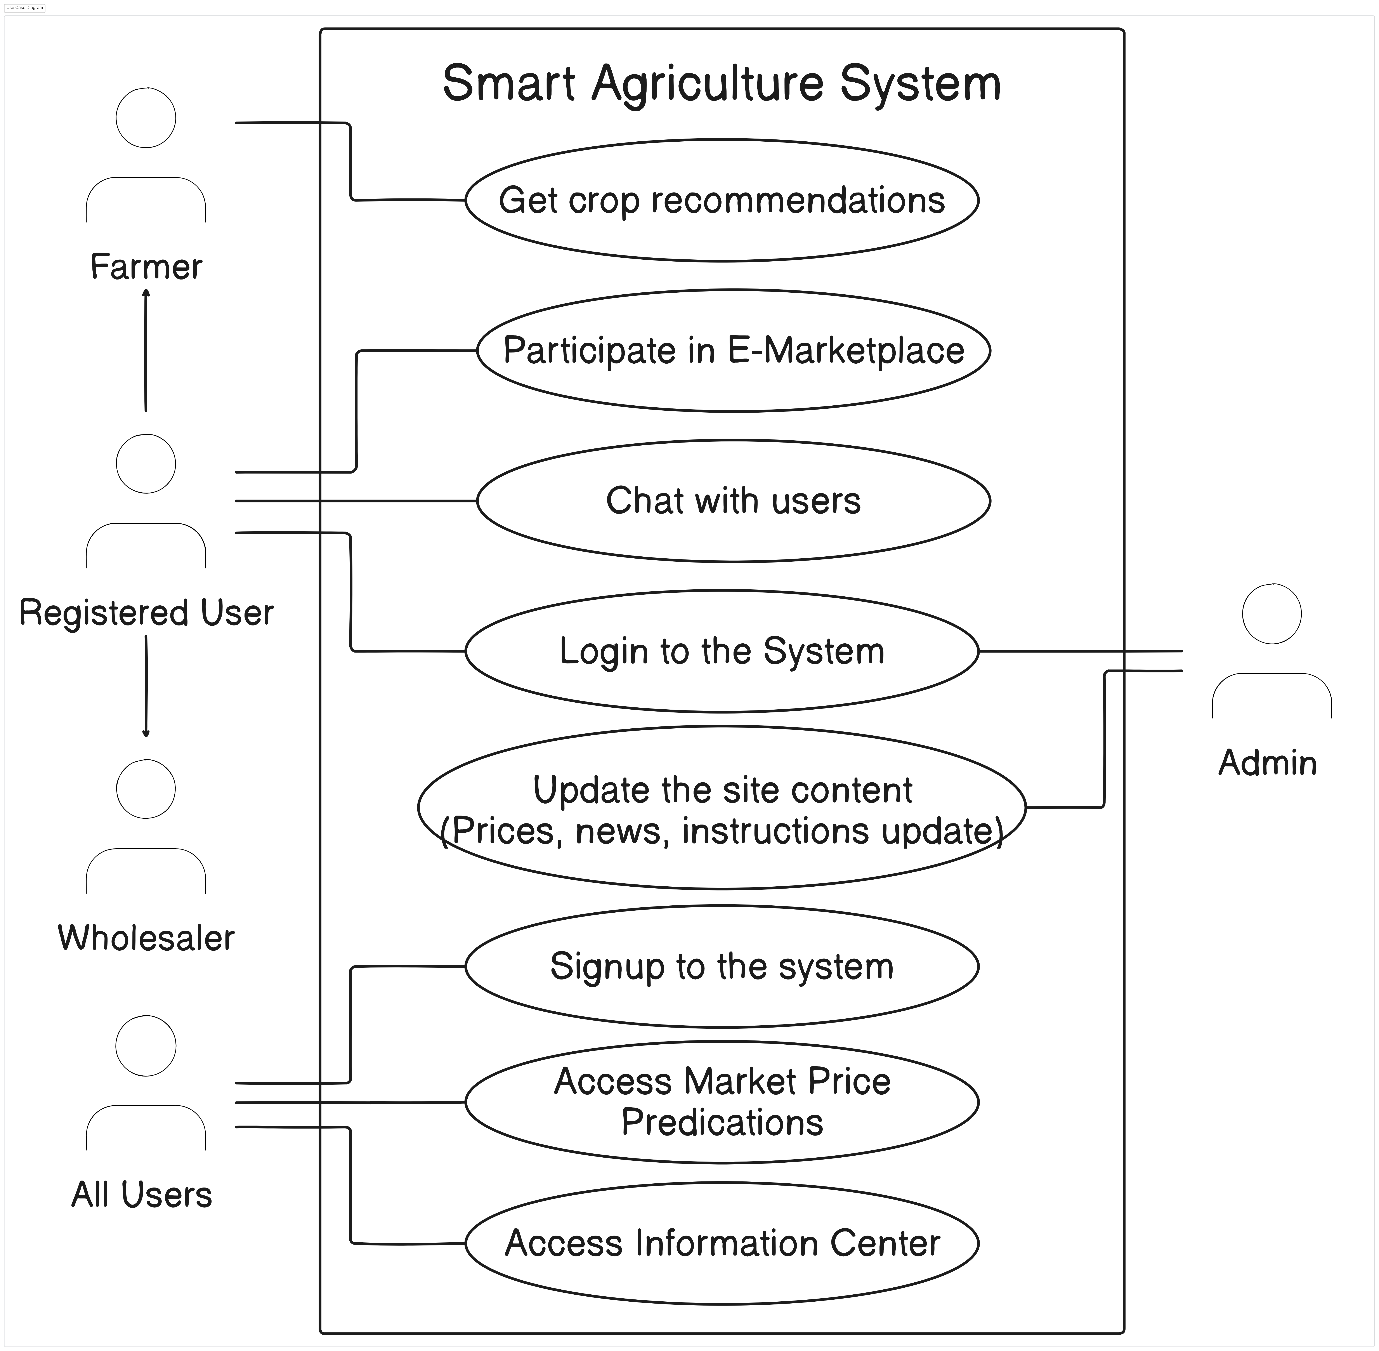 Smart Agriculture System
Get crop recommendations
Farmer
Participate in E-Marketplace
Chat with users
Registered User
Login to the System
Admin
Update the site content
(Prices, news, instructions update)
Wholesaler
Signup to the system
Access Market Price
Predications
All Users
Access Information Center